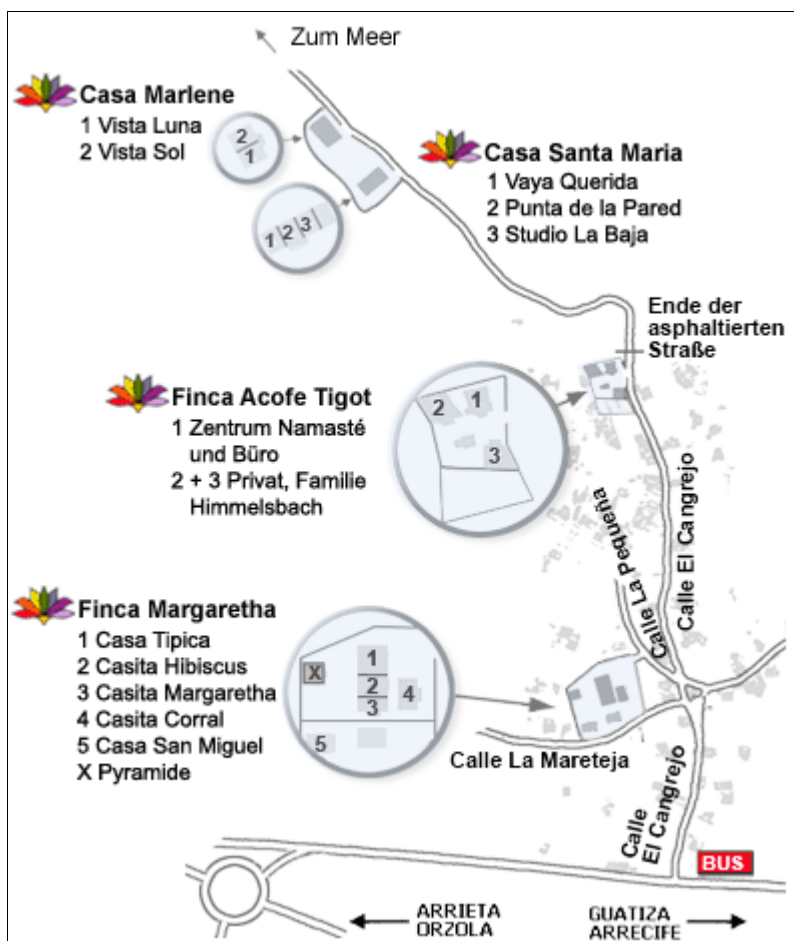 Zum Meer
Casa Marlene
1 Vista Luna
2 Vista Sol
2
1
Casa Santa Maria
1 Vaya Querida
2 Punta de la Pared
3 Studio La Baja
1 2 3
Ende der
asphaltierten
Straße
Finca Acofe Tigot
1 Zentrum Namasté
und Büro
2 + 3 Privat, Familie
Himmelsbach
2 1
3
Calle La Pequeña
Calle El Cangrejo
Finca Margaretha
1 Casa Tipica
2 Casita Hibiscus
3 Casita Margaretha
4 Casita Corral
5 Casa San Miguel
X Pyramide
X
1
2
3
4
5
Calle La Mareteja
Calle
El Cangrejo
BUS
ARRIETA
ORZOLA
GUATIZA
ARRECIFE